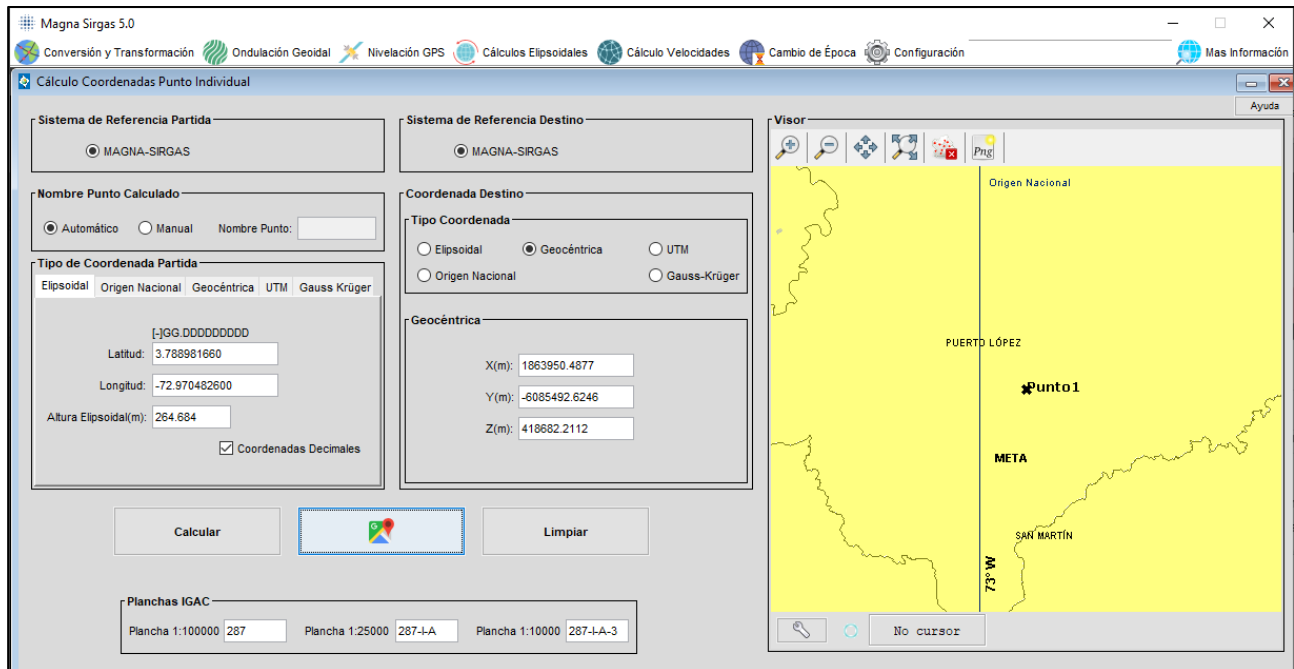 Magna Sirgas 5.0
Conversión y Transformación Ondulación Geoidal Nivelación GPS Cálculos Elipsoidales Cálculo Velocidades Cambio de Época Configuración Mas Información
Cálculo Coordenadas Punto Individual
Ayuda
Sistema de Referencia Partida
MAGNA-SIRGAS
Nombre Punto Calculado
Automático Manual Nombre Punto:
Tipo de Coordenada Partida
Elipsoidal Origen Nacional Geocéntrica UTM Gauss Krüger
[-]GG.DDDDDDDDD
Latitud: 3.788981660
Longitud: -72.970482600
Altura Elipsoidal(m): 264.684
Coordenadas Decimales
Sistema de Referencia Destino
MAGNA-SIRGAS
Coordenada Destino
Tipo Coordenada
Elipsoidal Geocéntrica UTM
Origen Nacional Gauss-Krüger
Geocéntrica
X(m): 1863950.4877
Y(m): -6085492.6246
Z(m): 418682.2112
Calcular Limpiar
Planchas IGAC
Plancha 1:100000 287 Plancha 1:25000 287-I-A Plancha 1:10000 287-I-A-3
Visor
Png
Origen Nacional
PUERTO LÓPEZ
Punto1
META
SAN MARTÍN
73° W
No cursor